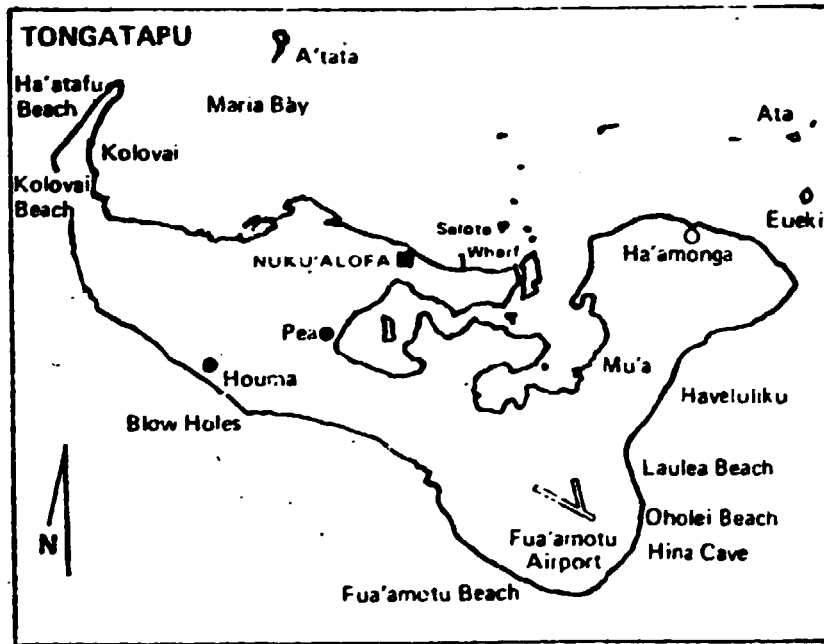 TONGATAPU
A'tata
Ha'atafu
Beach
Maria Bay
Ata
Kolovai
Kolovai
Beach
Eueki
Salote
Wharf
NUKU'ALOFA
Ha'amonga
Pea
Mu'a
Houma
Haveluliku
Blow Holes
Laulea Beach
Oholei Beach
Fua'amotu
Airport
Hina Cave
N
Fua'amotu Beach